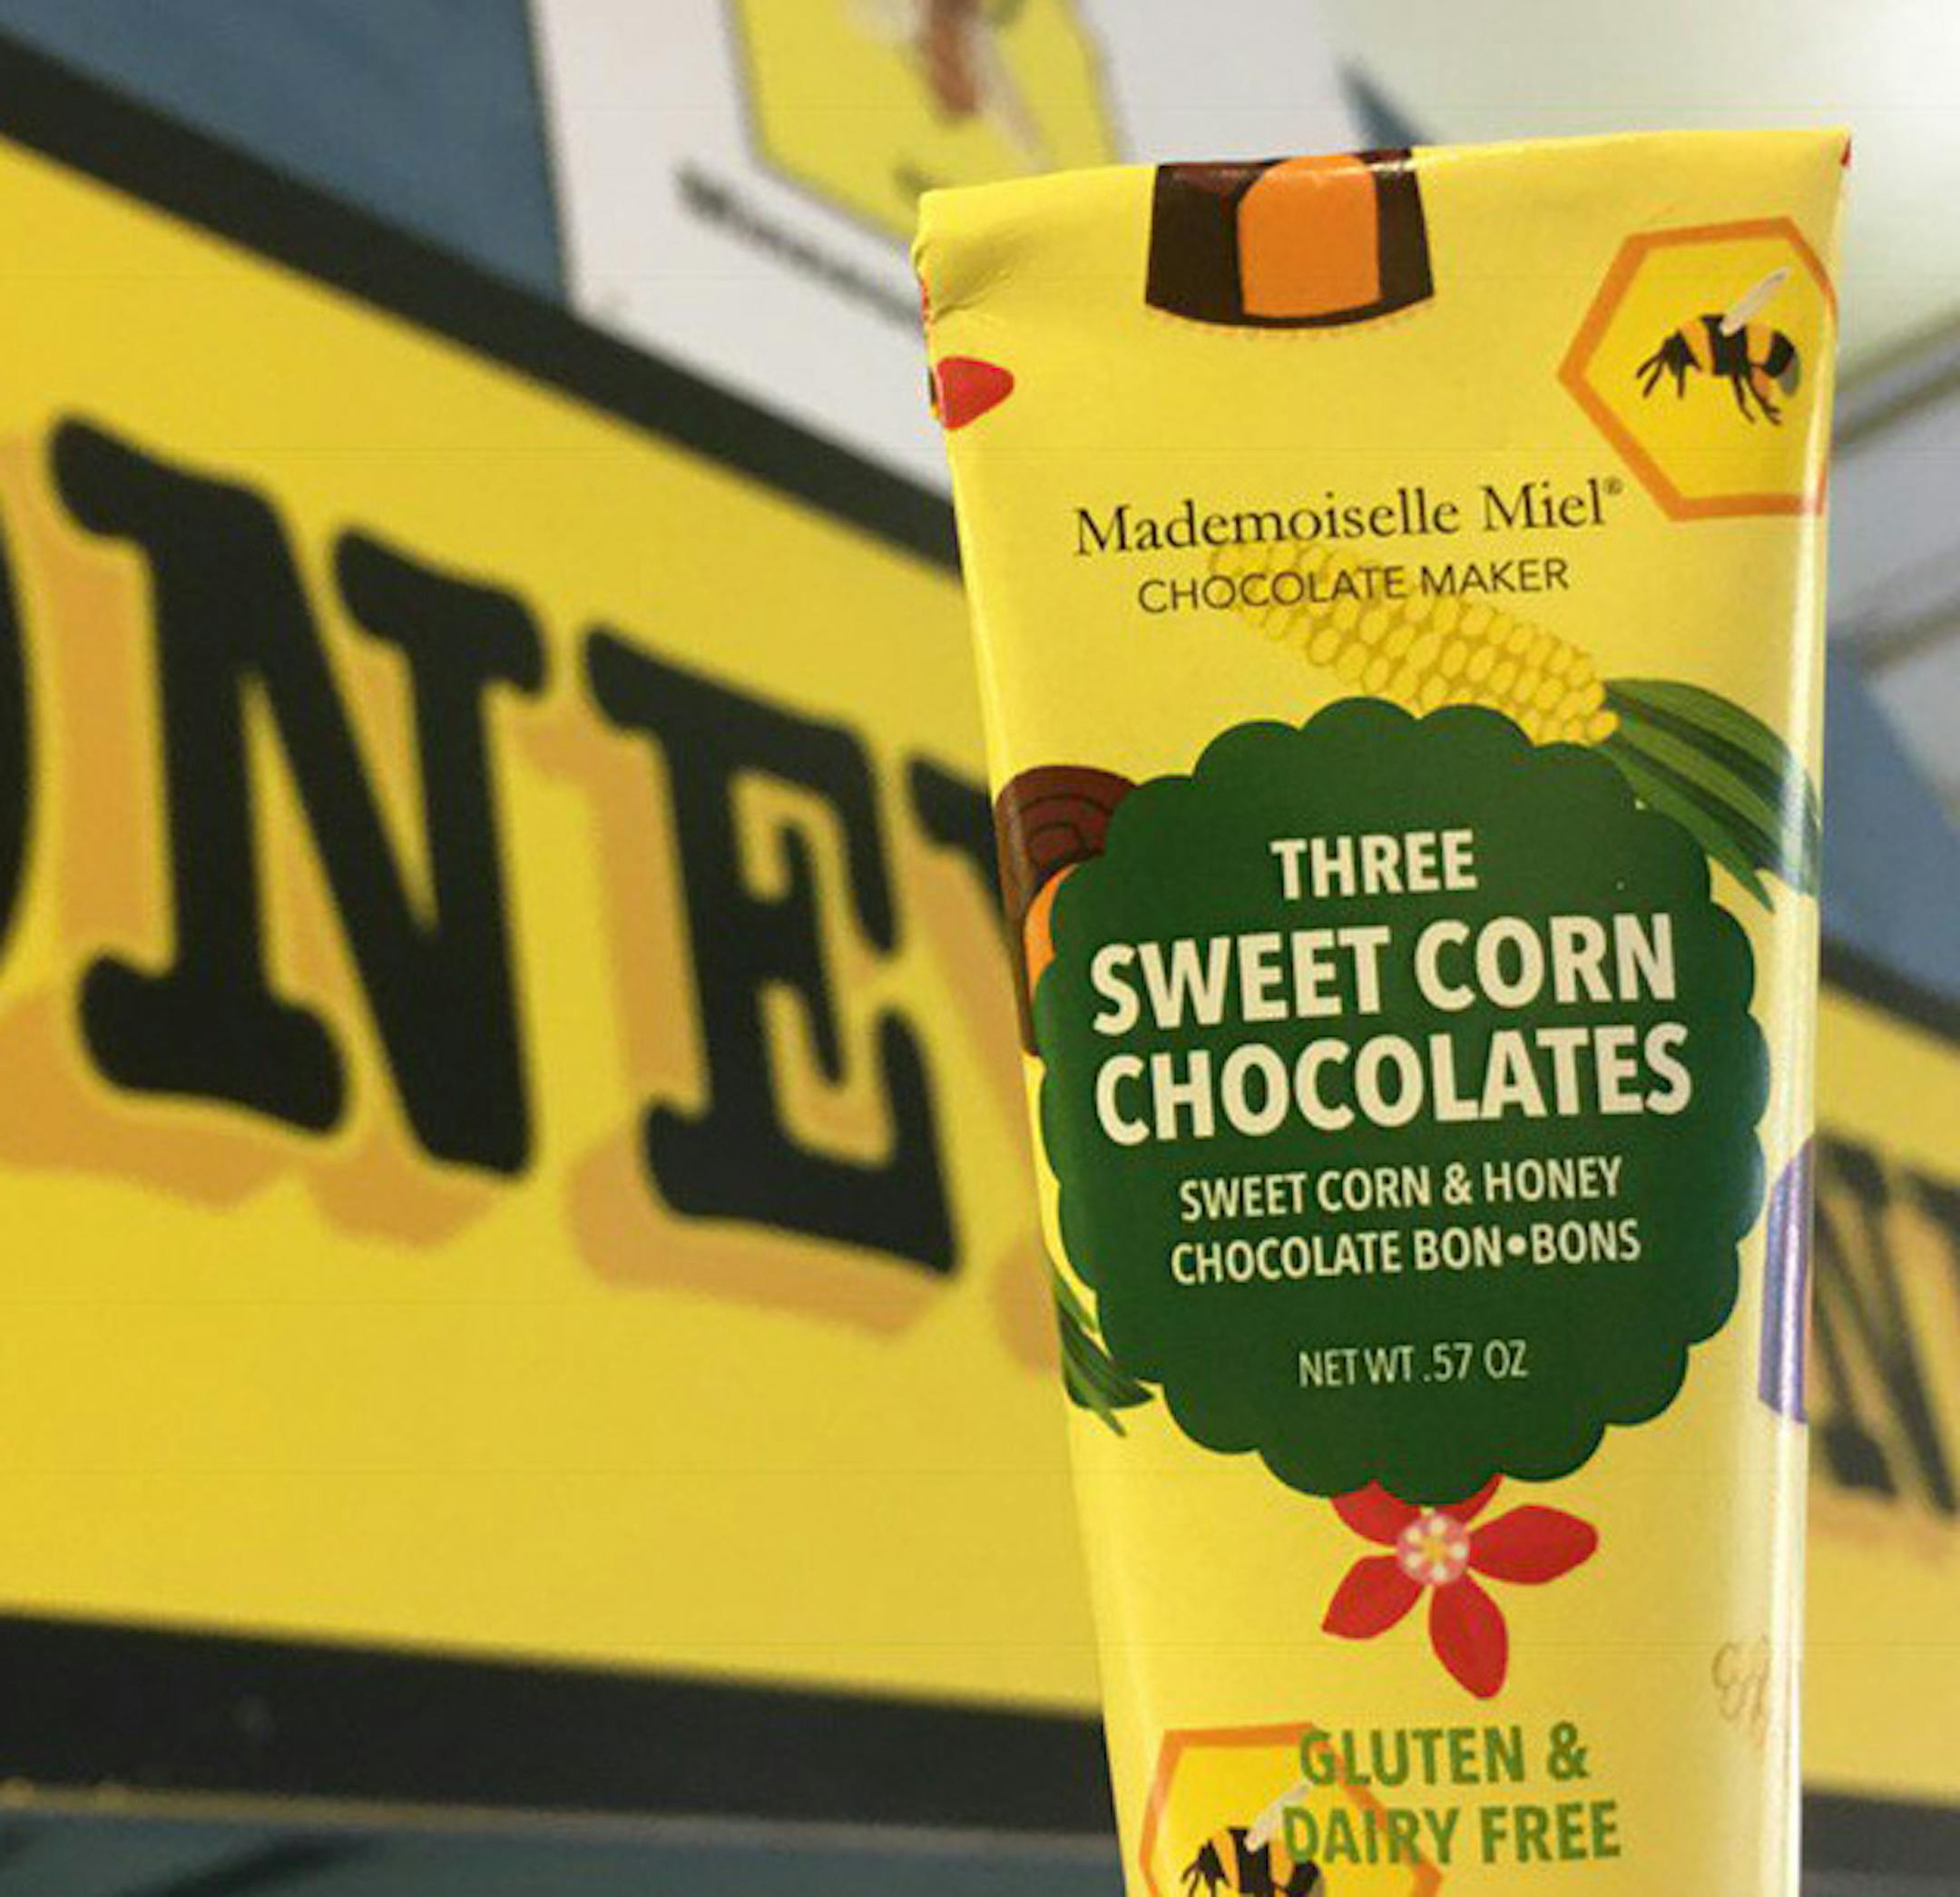 NE
Mademoiselle Miel®
CHOCOLATE MAKER
THREE
SWEET CORN
CHOCOLATES
SWEET CORN & HONEY
CHOCOLATE BON•BONS
NET WT .57 OZ
GLUTEN &
DAIRY FREE